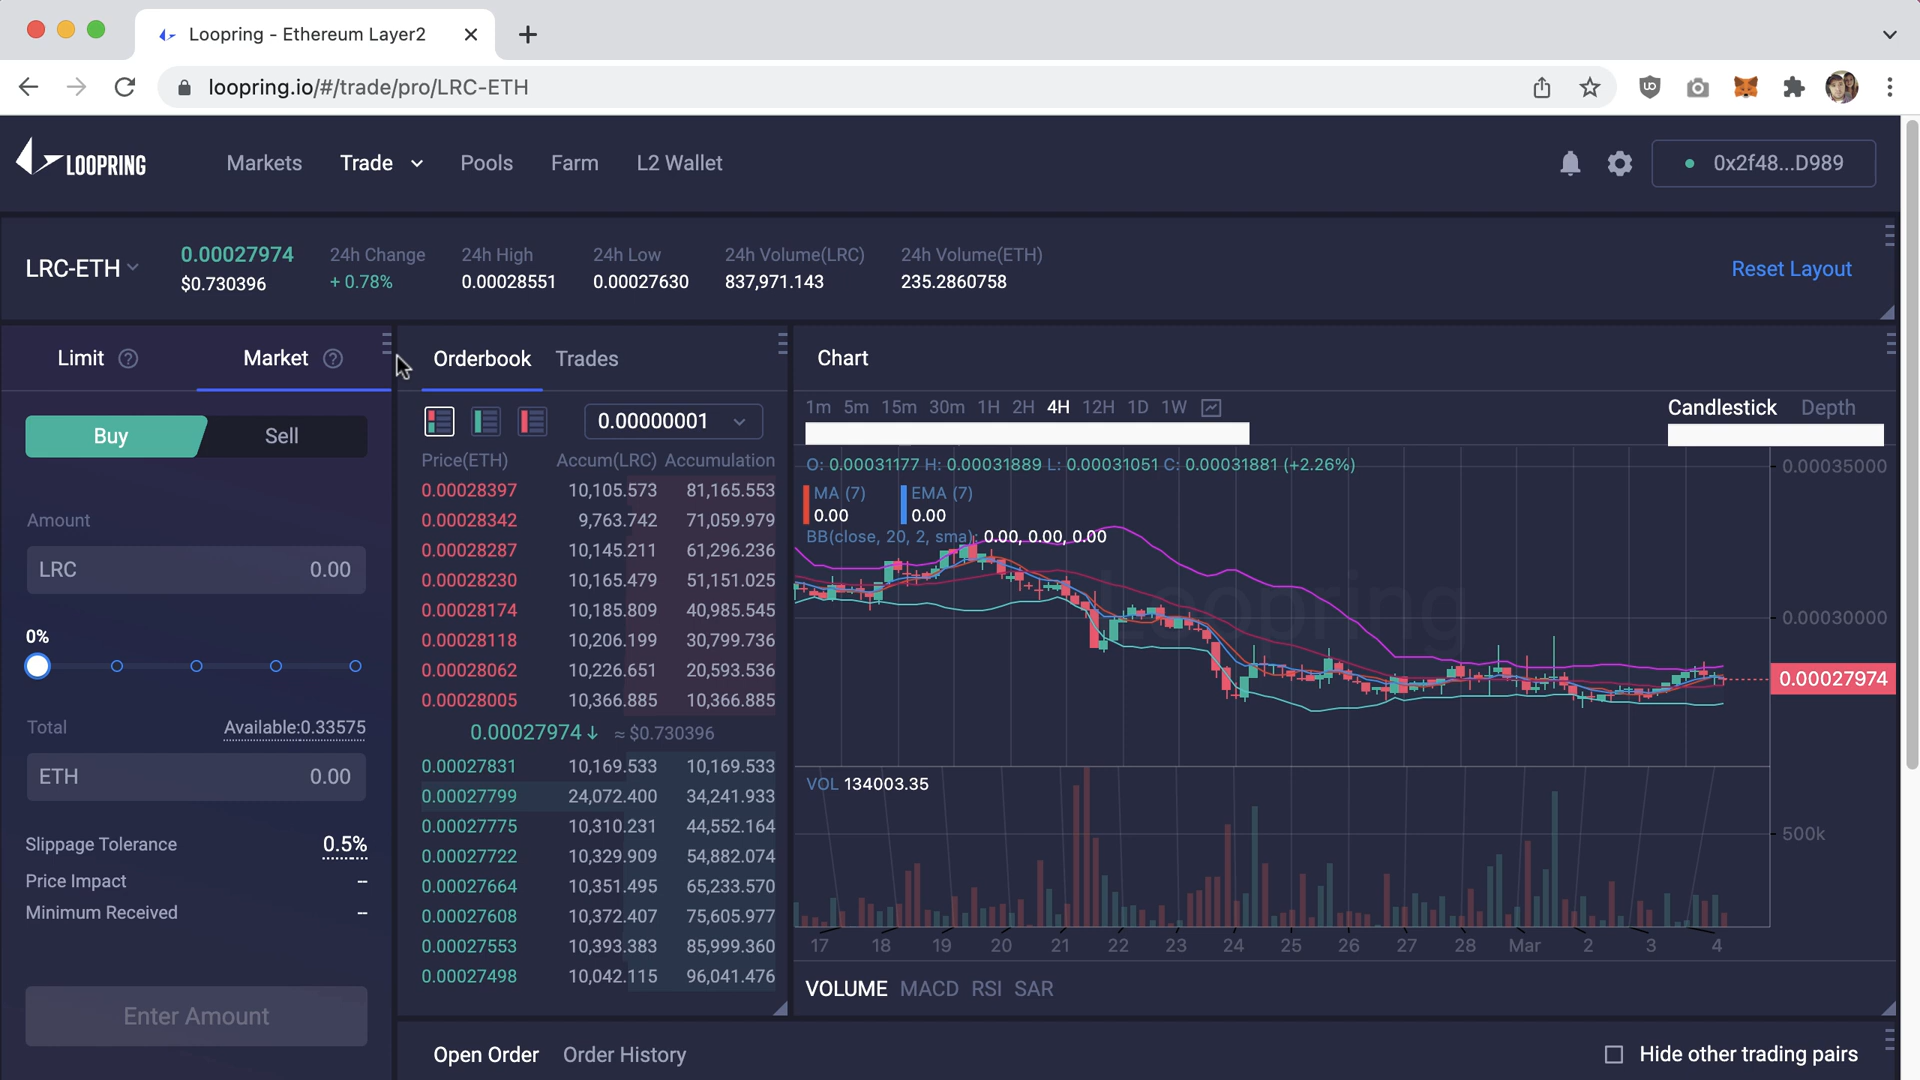 Loopring - Ethereum Layer2
loopring.io/#/trade/pro/LRC-ETH
LOOPRING
Markets
Trade
Pools
Farm
L2 Wallet
0x2f48...D989
LRC-ETH
0.00027974
$0.730396
24h Change
+ 0.78%
24h High
0.00028551
24h Low
0.00027630
24h Volume(LRC)
837,971.143
24h Volume(ETH)
235.2860758
Reset Layout
Limit ?
Market ?
Buy
Sell
Amount
LRC 0.00
0%
Total Available:0.33575
ETH 0.00
Slippage Tolerance 0.5%
Price Impact –
Minimum Received –
Enter Amount
Orderbook Trades
0.00000001
Price(ETH) Accum(LRC) Accumulation
0.00028397 10,105.573 81,165.553
0.00028342 9,763.742 71,059.979
0.00028287 10,145.211 61,296.236
0.00028230 10,165.479 51,151.025
0.00028174 10,185.809 40,985.545
0.00028118 10,206.199 30,799.736
0.00028062 10,226.651 20,593.536
0.00028005 10,366.885 10,366.885
0.00027974↓ ≈ $0.730396
0.00027831 10,169.533 10,169.533
0.00027799 24,072.400 34,241.933
0.00027775 10,310.231 44,552.164
0.00027722 10,329.909 54,882.074
0.00027664 10,351.495 65,233.570
0.00027608 10,372.407 75,605.977
0.00027553 10,393.383 85,999.360
0.00027498 10,042.115 96,041.476
Chart
1m 5m 15m 30m 1H 2H 4H 12H 1D 1W
Candlestick Depth
O: 0.00031177 H: 0.00031889 L: 0.00031051 C: 0.00031881 (+2.26%)
MA (7) EMA (7)
0.00 0.00
BB(close, 20, 2, sma): 0.00, 0.00, 0.00
Loopring
0.00035000
0.00030000
0.00027974
VOL 134003.35
500k
17 18 19 20 21 22 23 24 25 26 27 28 Mar 2 3 4
VOLUME MACD RSI SAR
Open Order Order History
Hide other trading pairs